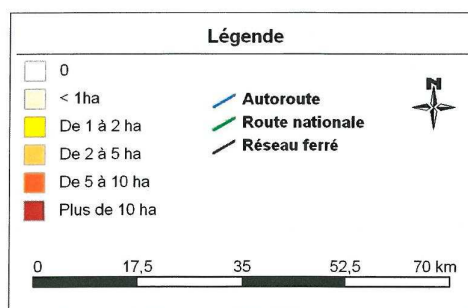 Légende
0
< 1ha
De 1 à 2 ha
De 2 à 5 ha
De 5 à 10 ha
Plus de 10 ha
Autoroute
Route nationale
Réseau ferré
N
0 17,5 35 52,5 70 km